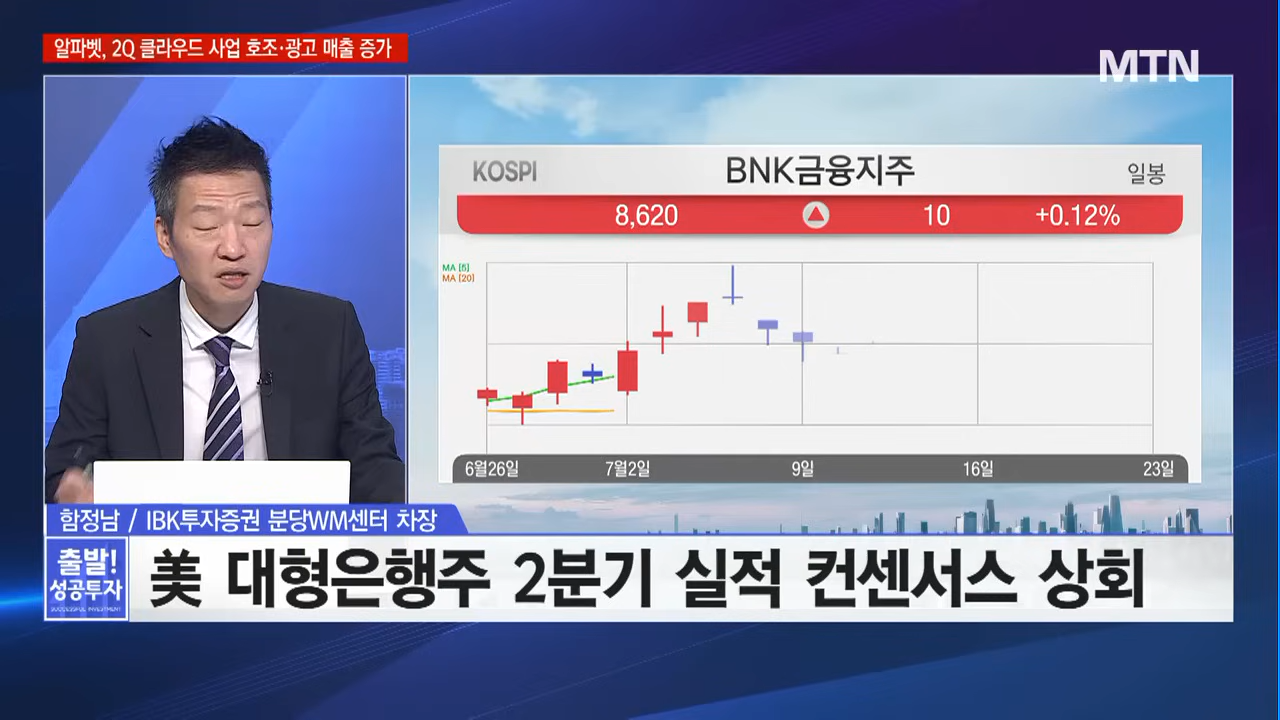 알파벳, 2Q 클라우드 사업 호조·광고 매출 증가
MTN
KOSPI
BNK금융지주
일봉
8,620
10
+0.12%
MA [5]
MA [20]
6월26일
7월2일
9일
16일
23일
함정남 / IBK투자증권 분당WM센터 차장
출발!
성공투자
SUCCESSFUL INVESTMENT
美 대형은행주 2분기 실적 컨센서스 상회